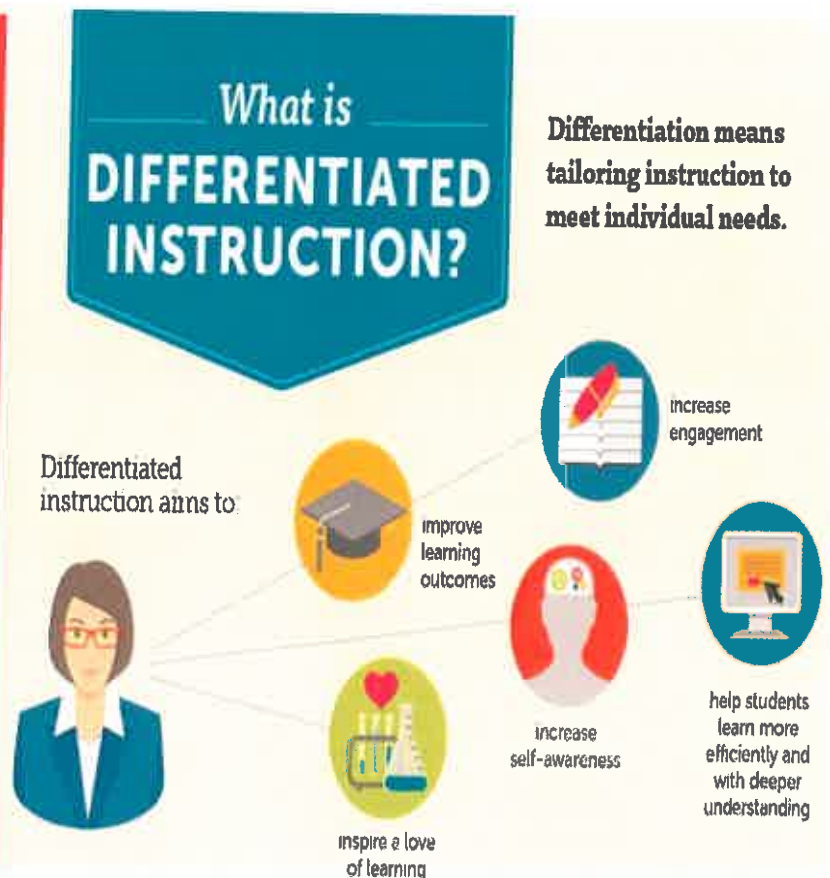 What is
DIFFERENTIATED
INSTRUCTION?
Differentiation means
tailoring instruction to
meet individual needs.
Differentiated
instruction aims to:
improve
learning
outcomes
increase
engagement
increase
self-awareness
help students
learn more
efficiently and
with deeper
understanding
inspire a love
of learning